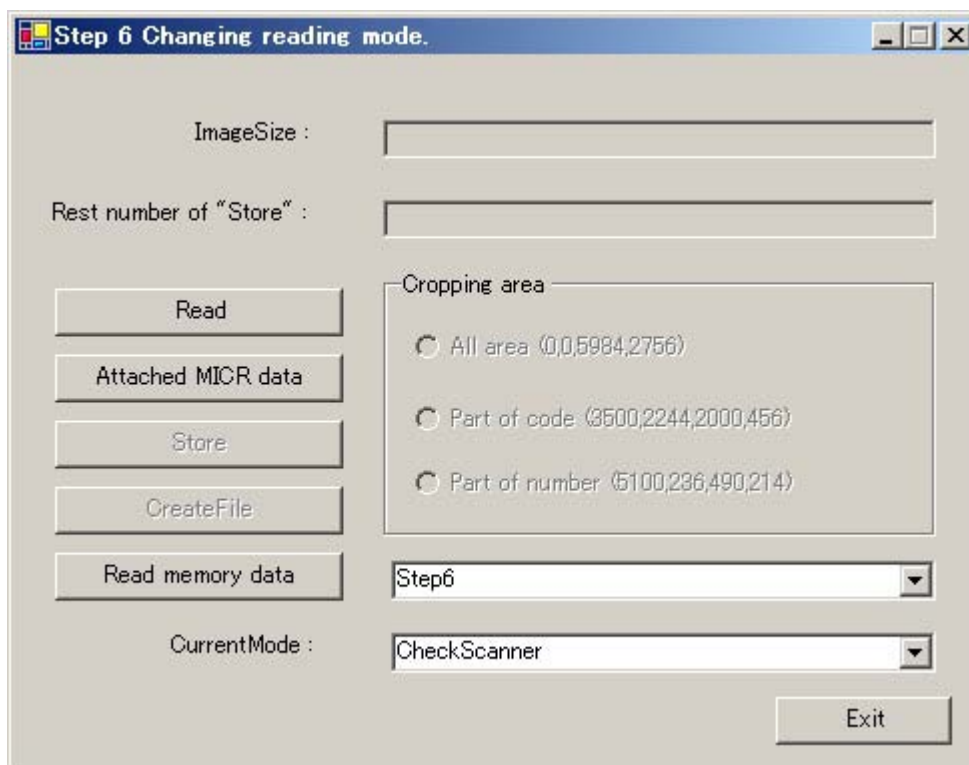 Step 6 Changing reading mode.
ImageSize :
Rest number of "Store" :
Cropping area
Read
All area (0,0,5984,2756)
Attached MICR data
Part of code (3500,2244,2000,456)
Store
Part of number (5100,236,490,214)
CreateFile
Read memory data
Step6
CurrentMode :
CheckScanner
Exit